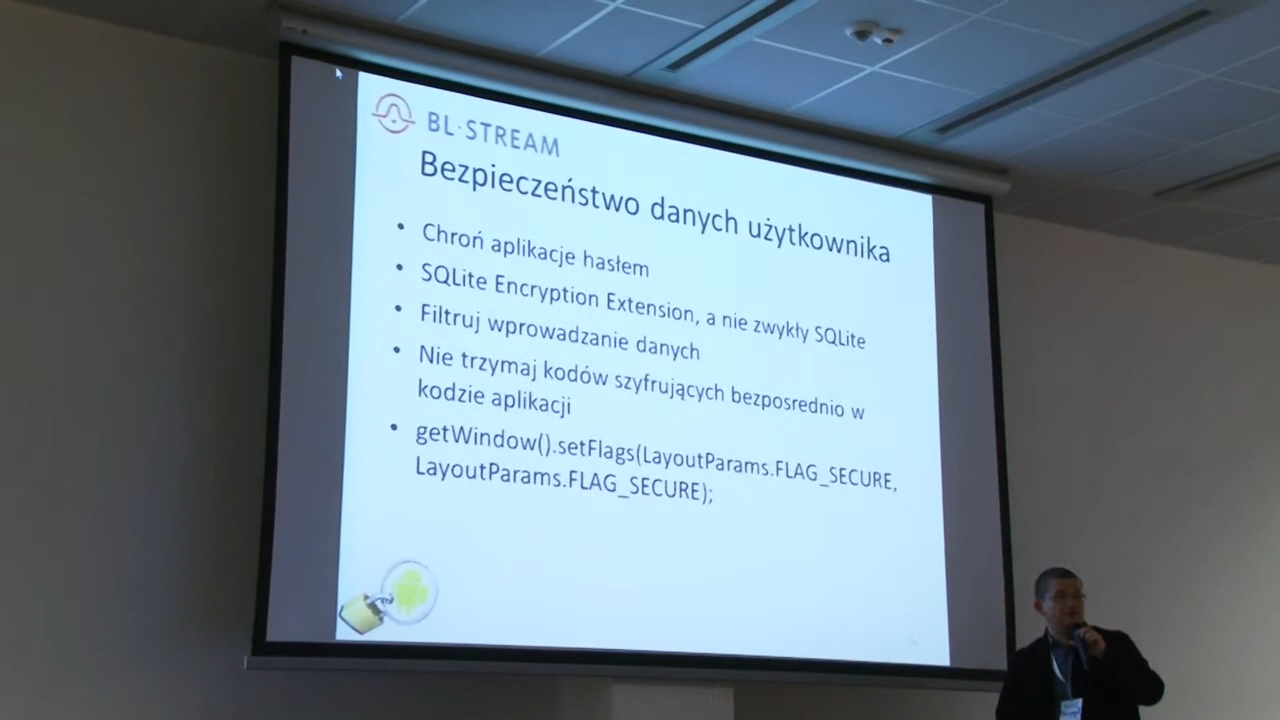 BL·STREAM
Bezpieczeństwo danych użytkownika
• Chroń aplikacje hasłem
• SQLite Encryption Extension, a nie zwykły SQLite
• Filtruj wprowadzanie danych
• Nie trzymaj kodów szyfrujących bezposrednio w
kodzie aplikacji
• getWindow().setFlags(LayoutParams.FLAG_SECURE,
LayoutParams.FLAG_SECURE);